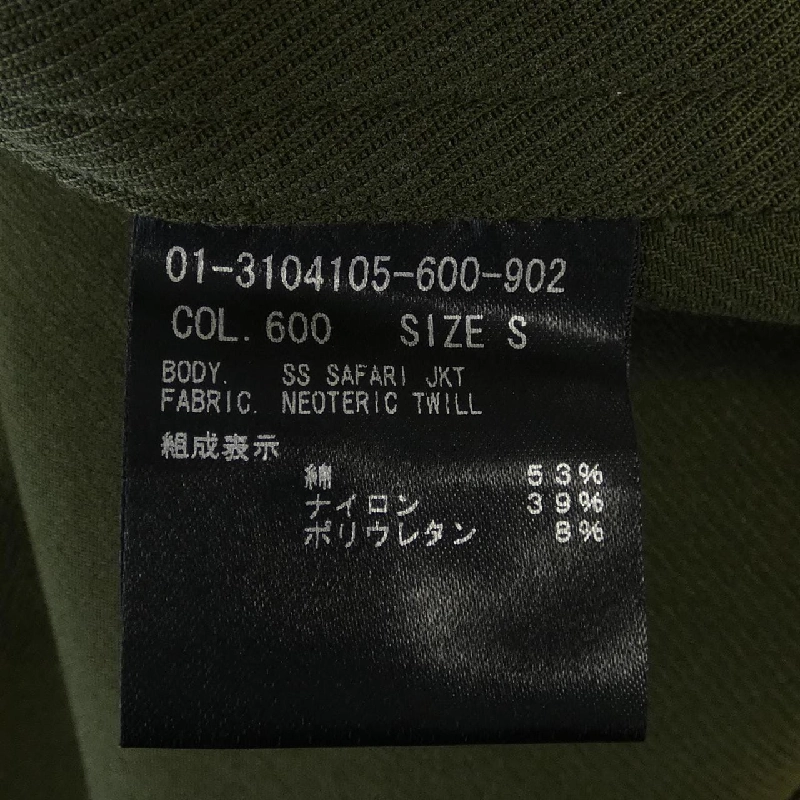 01-3104105-600-902
COL. 600 SIZE S
BODY. SS SAFARI JKT
FABRIC. NEOTERIC TWILL
組成表示
綿 53%
ナイロン 39%
ポリウレタン 8%